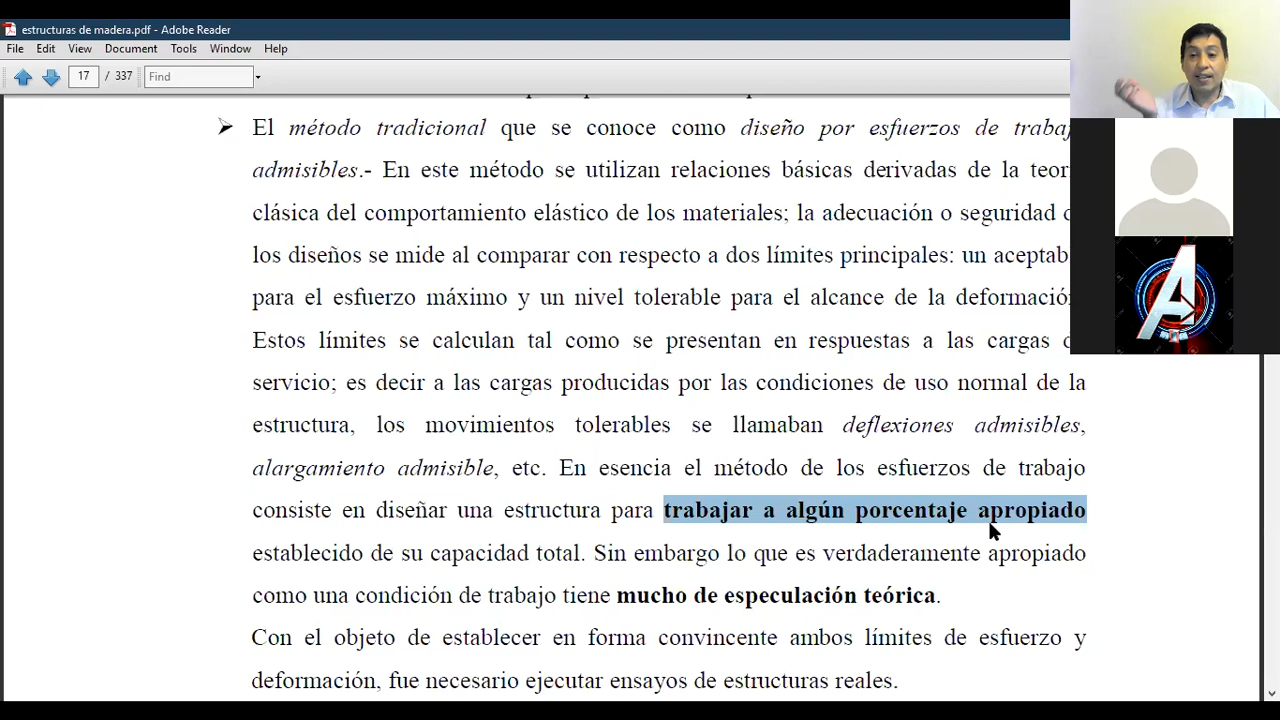 estructuras de madera.pdf - Adobe Reader
File Edit View Document Tools Window Help
17 / 337 Find
➢ El método tradicional que se conoce como diseño por esfuerzos de
admisibles.- En este método se utilizan relaciones básicas derivadas de la
clásica del comportamiento elástico de los materiales; la adecuación o seguridad
los diseños se mide al comparar con respecto a dos límites principales: un
para el esfuerzo máximo y un nivel tolerable para el alcance de la
Estos límites se calculan tal como se presentan en respuestas a las cargas
servicio; es decir a las cargas producidas por las condiciones de uso normal de la
estructura, los movimientos tolerables se llamaban deflexiones admisibles,
alargamiento admisible, etc. En esencia el método de los esfuerzos de trabajo
consiste en diseñar una estructura para trabajar a algún porcentaje apropiado
establecido de su capacidad total. Sin embargo lo que es verdaderamente apropiado
como una condición de trabajo tiene mucho de especulación teórica.
Con el objeto de establecer en forma convincente ambos límites de esfuerzo y
deformación, fue necesario ejecutar ensayos de estructuras reales.